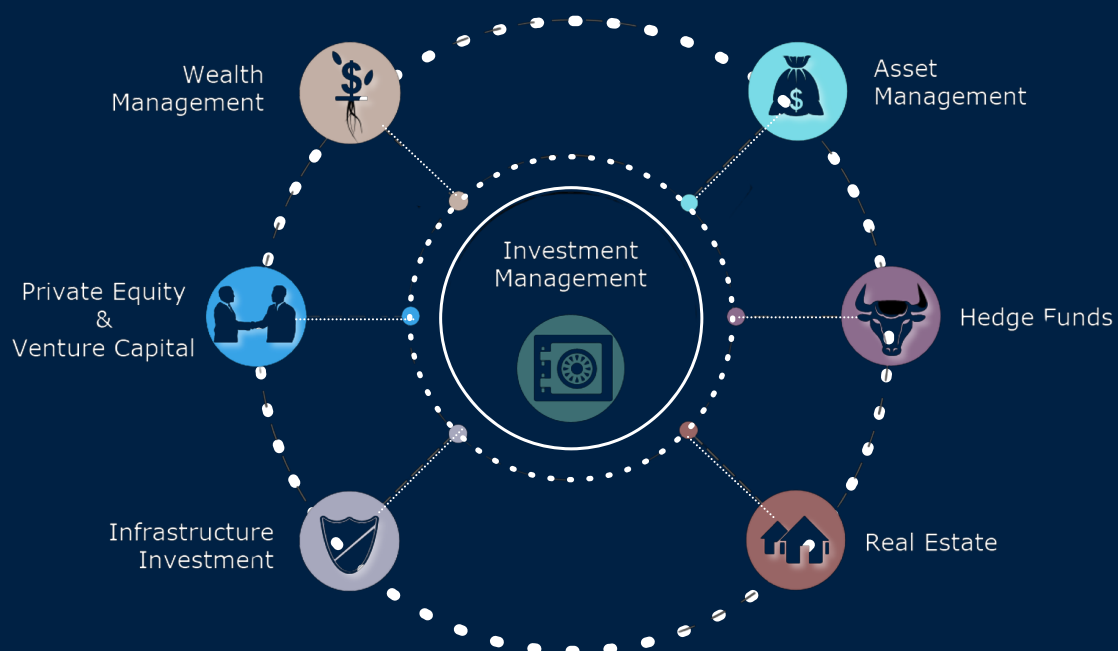 Wealth
Management
Asset
Management
Investment
Management
Private Equity
&
Venture Capital
Hedge Funds
Infrastructure
Investment
Real Estate
$
$